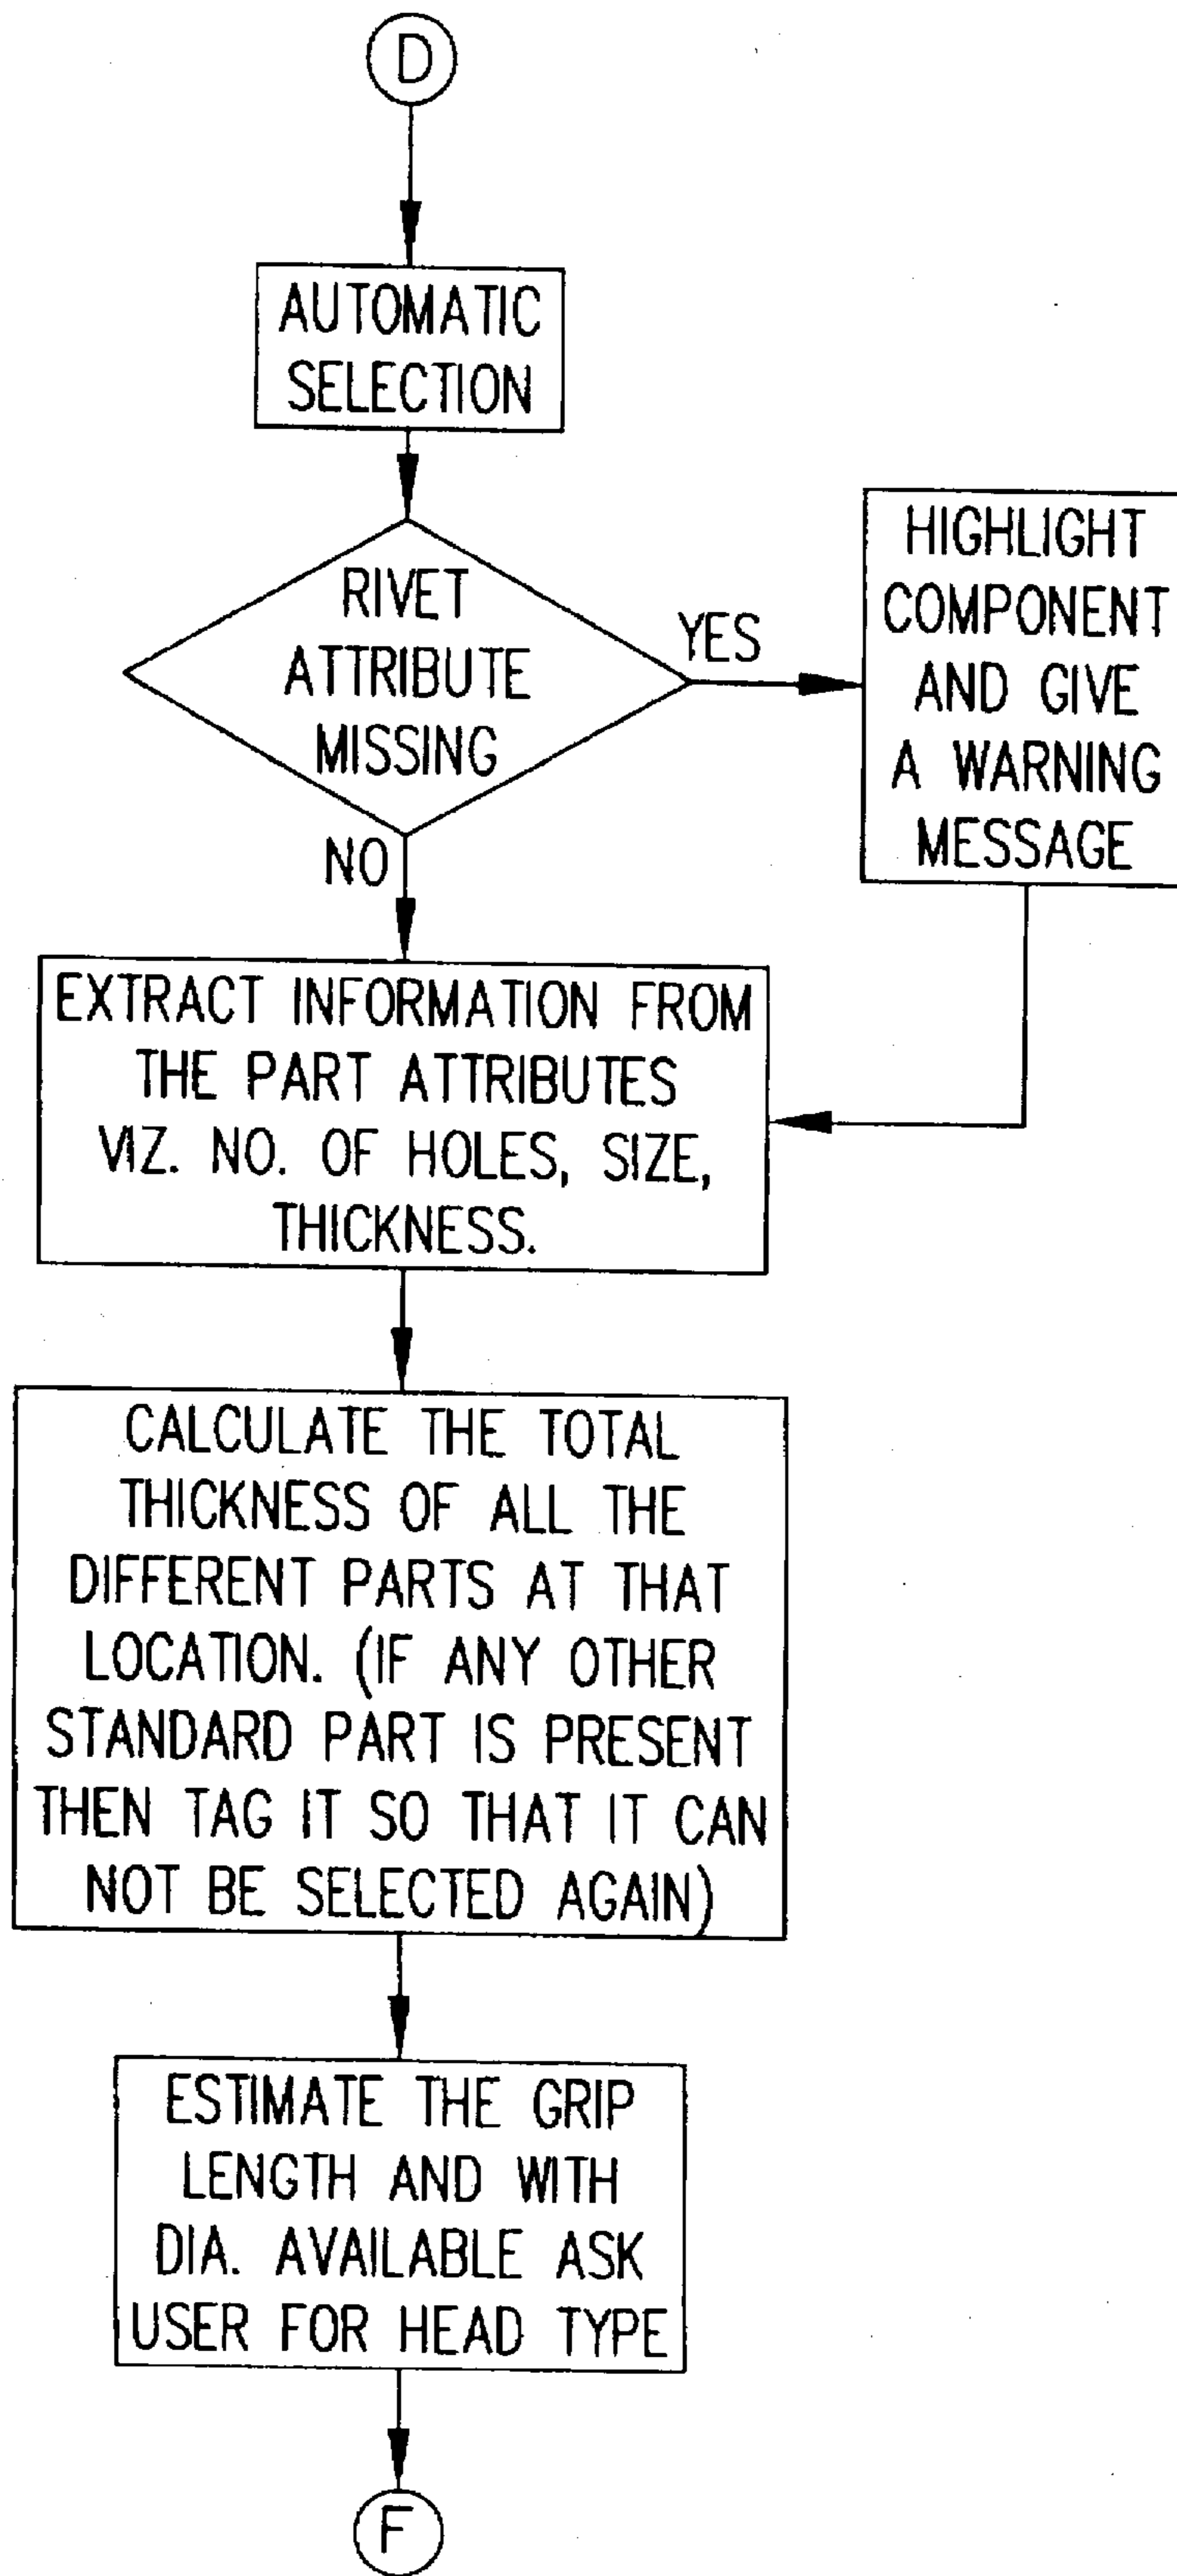 D
AUTOMATIC
SELECTION
RIVET
ATTRIBUTE
MISSING
YES
HIGHLIGHT
COMPONENT
AND GIVE
A WARNING
MESSAGE
NO
EXTRACT INFORMATION FROM
THE PART ATTRIBUTES
VIZ. NO. OF HOLES, SIZE,
THICKNESS.
CALCULATE THE TOTAL
THICKNESS OF ALL THE
DIFFERENT PARTS AT THAT
LOCATION. (IF ANY OTHER
STANDARD PART IS PRESENT
THEN TAG IT SO THAT IT CAN
NOT BE SELECTED AGAIN)
ESTIMATE THE GRIP
LENGTH AND WITH
DIA. AVAILABLE ASK
USER FOR HEAD TYPE
F